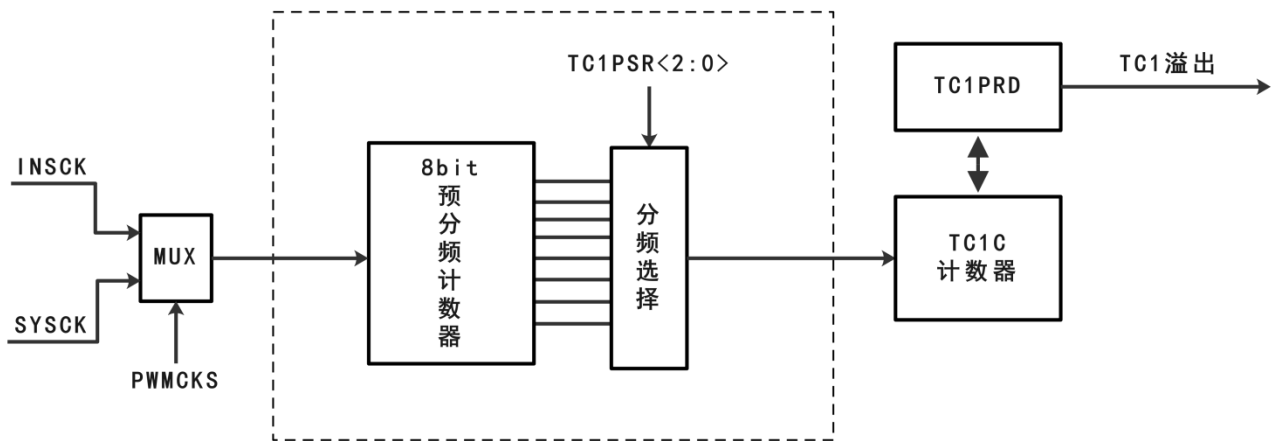 TC1PSR<2:0>
TC1PRD
TC1溢出
INSCK
SYSCK
MUX
PWMCKS
8bit
预
分
频
计
数
器
分
频
选
择
TC1C
计数器